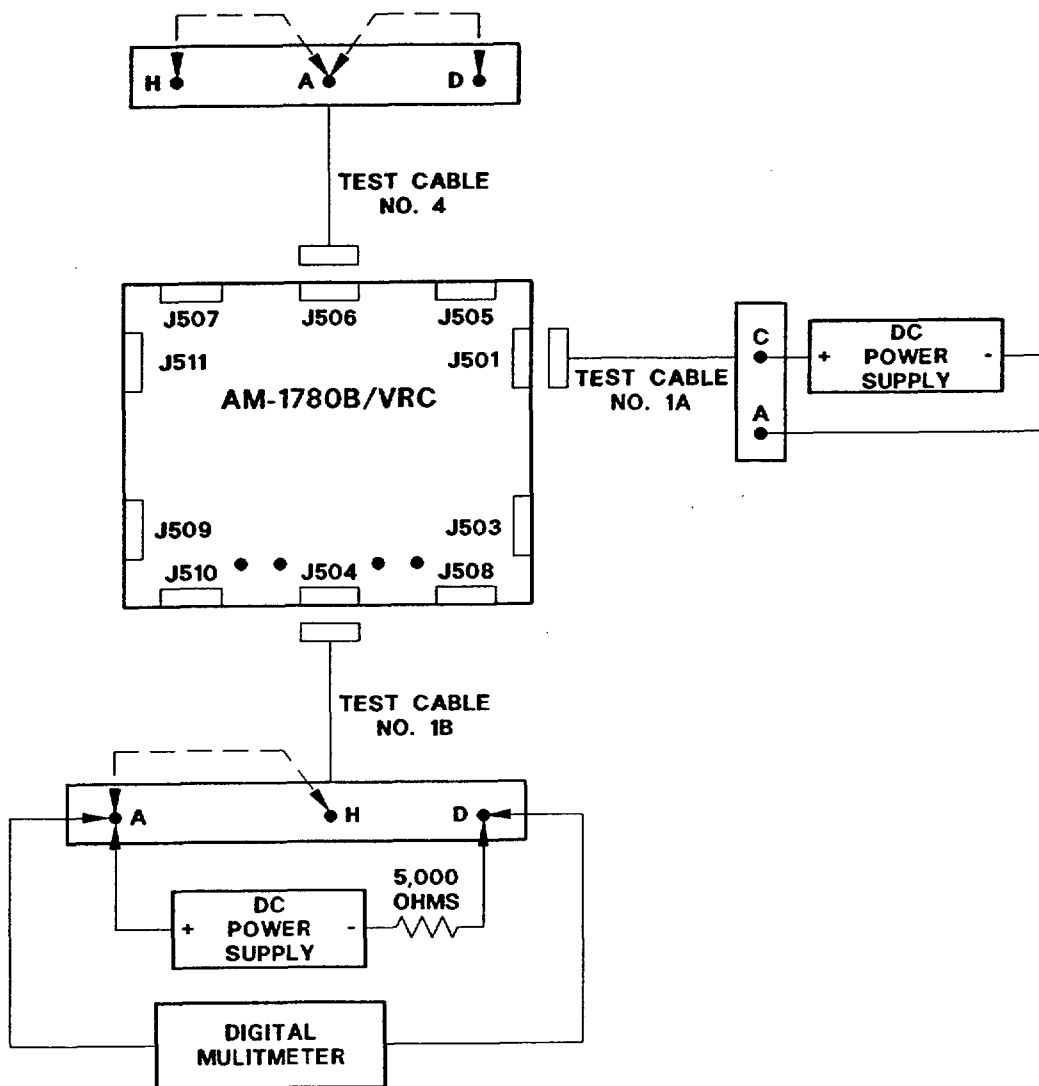 H A D
TEST CABLE
NO. 4
J507 J506 J505
J511 J501
AM-1780B/VRC
TEST CABLE
NO. 1A
C
A
+ DC -
POWER
SUPPLY
J509 J503
J510 J504 J508
TEST CABLE
NO. 1B
A H D
5,000
OHMS
+ DC -
POWER
SUPPLY
DIGITAL
MULITMETER